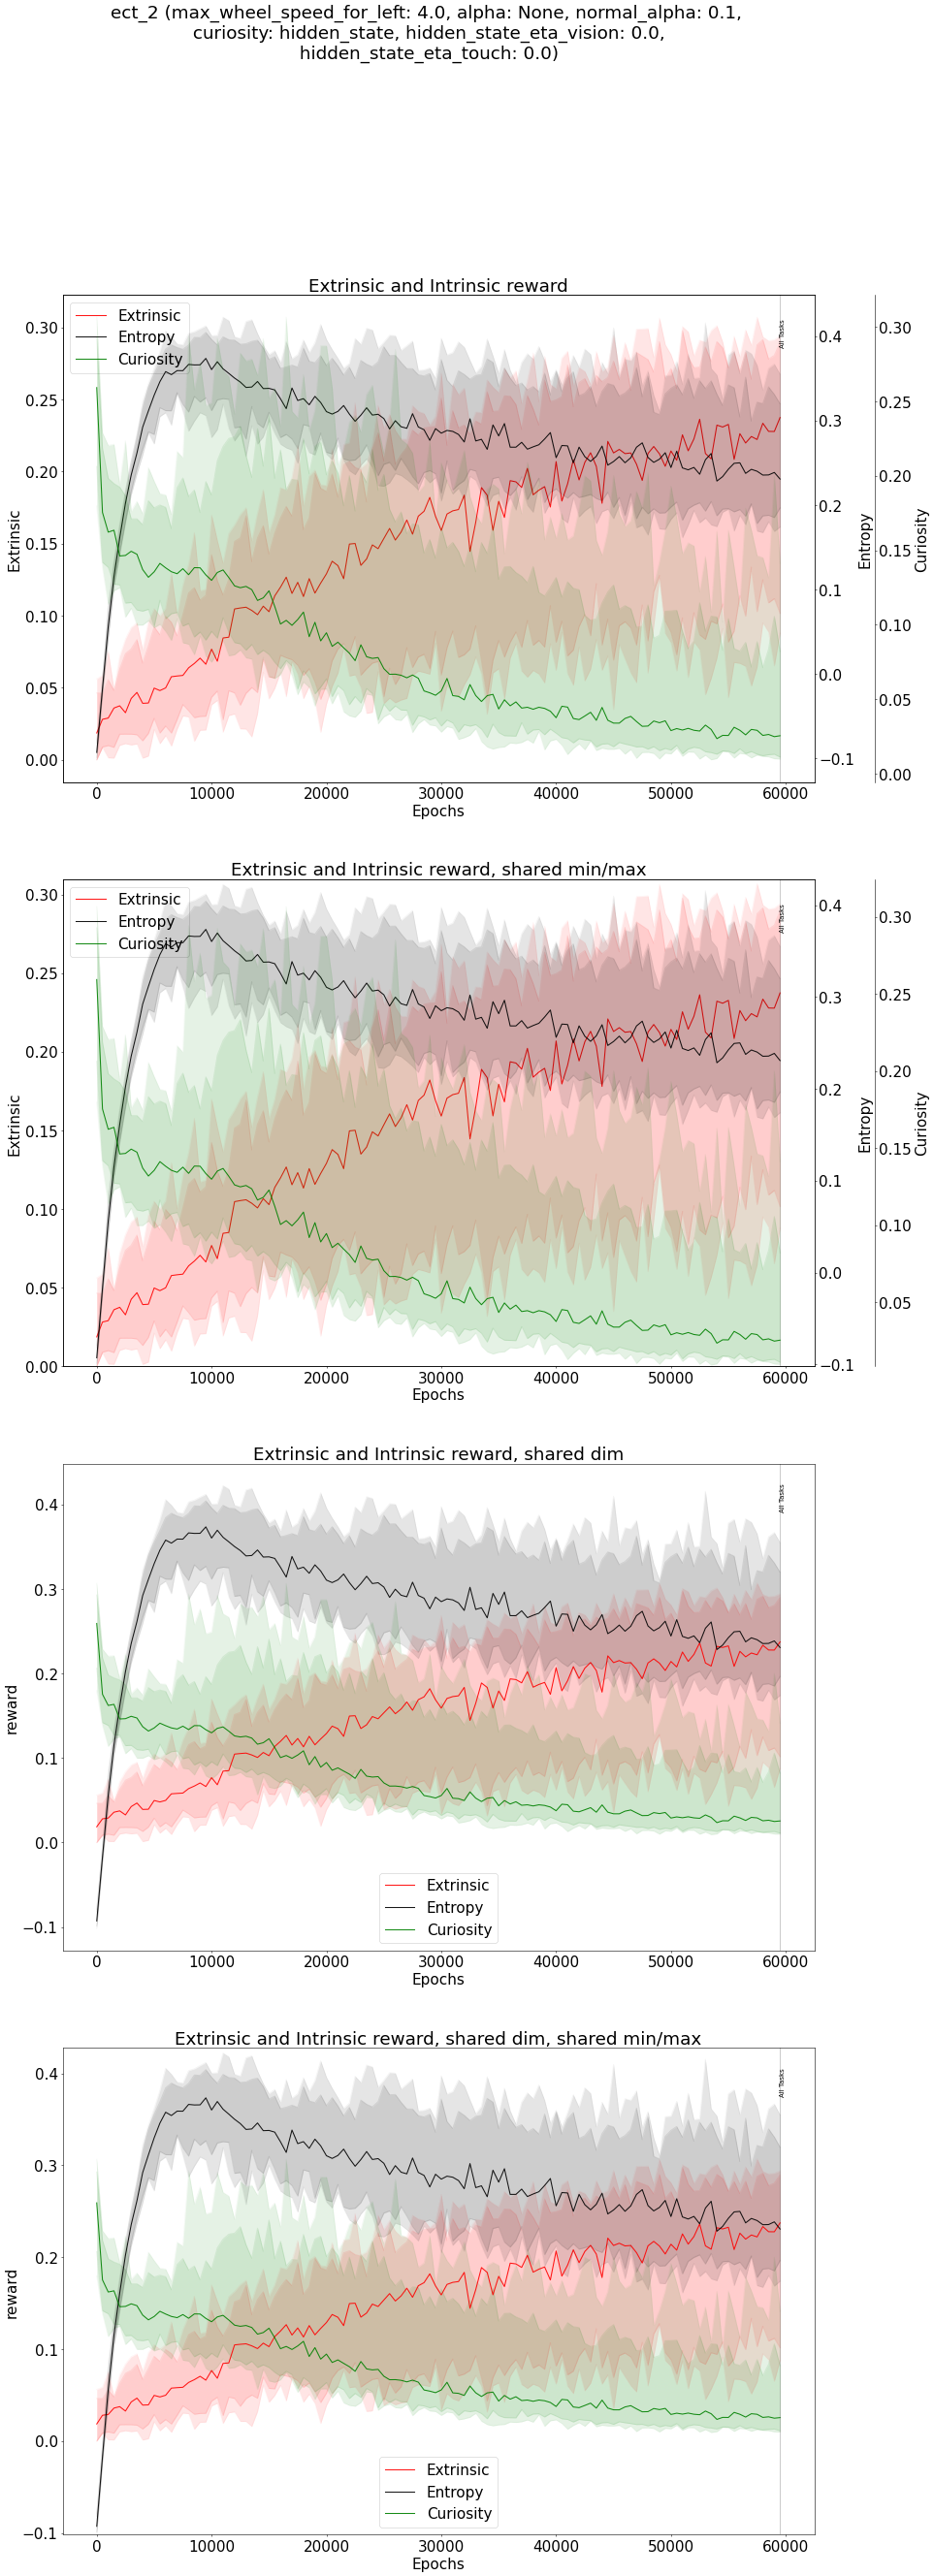 ect_2 (max_wheel_speed_for_left: 4.0, alpha: None, normal_alpha: 0.1,
curiosity: hidden_state, hidden_state_eta_vision: 0.0,
hidden_state_eta_touch: 0.0)
Extrinsic and Intrinsic reward
Extrinsic
Entropy
Curiosity
All Tasks
0.30
0.25
0.20
0.15
0.10
0.05
0.00
Extrinsic
0.4
0.3
0.2
0.1
0.0
−0.1
Entropy
0.30
0.25
0.20
0.15
0.10
0.05
0.00
Curiosity
0 10000 20000 30000 40000 50000 60000
Epochs
Extrinsic and Intrinsic reward, shared min/max
Extrinsic
Entropy
Curiosity
All Tasks
0.30
0.25
0.20
0.15
0.10
0.05
0.00
Extrinsic
0.4
0.3
0.2
0.1
0.0
−0.1
Entropy
0.30
0.25
0.20
0.15
0.10
0.05
Curiosity
0 10000 20000 30000 40000 50000 60000
Epochs
Extrinsic and Intrinsic reward, shared dim
All Tasks
0.4
0.3
0.2
0.1
0.0
−0.1
reward
Extrinsic
Entropy
Curiosity
0 10000 20000 30000 40000 50000 60000
Epochs
Extrinsic and Intrinsic reward, shared dim, shared min/max
All Tasks
0.4
0.3
0.2
0.1
0.0
−0.1
reward
Extrinsic
Entropy
Curiosity
0 10000 20000 30000 40000 50000 60000
Epochs